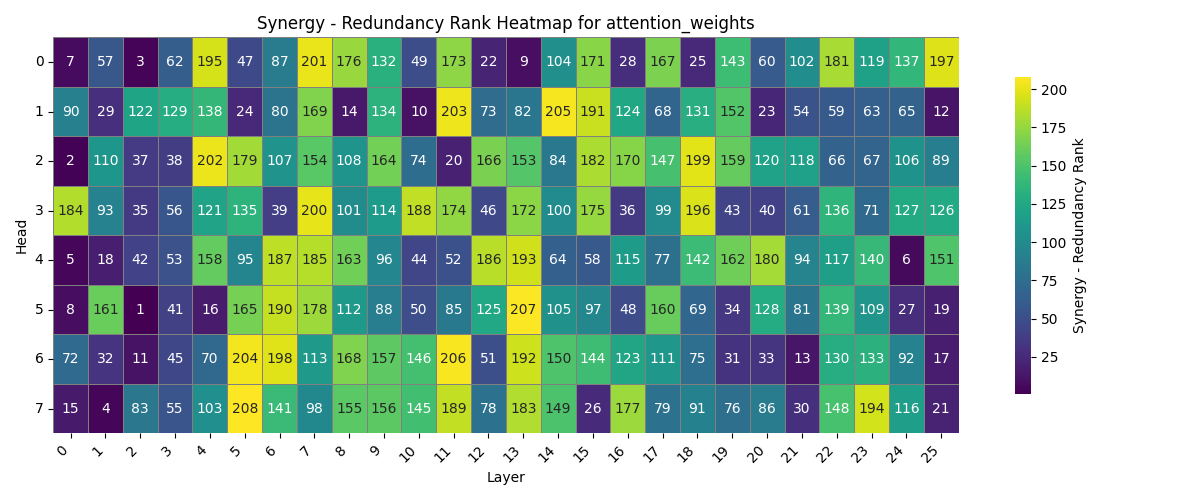 Synergy - Redundancy Rank Heatmap for attention_weights
Head
0 7 57 3 62 195 47 87 201 176 132 49 173 22 9 104 171 28 167 25 143 60 102 181 119 137 197
1 90 29 122 129 138 24 80 169 14 134 10 203 73 82 205 191 124 68 131 152 23 54 59 63 65 12
2 2 110 37 38 202 179 107 154 108 164 74 20 166 153 84 182 170 147 199 159 120 118 66 67 106 89
3 184 93 35 56 121 135 39 200 101 114 188 174 46 172 100 175 36 99 196 43 40 61 136 71 127 126
4 5 18 42 53 158 95 187 185 163 96 44 52 186 193 64 58 115 77 142 162 180 94 117 140 6 151
5 8 161 1 41 16 165 190 178 112 88 50 85 125 207 105 97 48 160 69 34 128 81 139 109 27 19
6 72 32 11 45 70 204 198 113 168 157 146 206 51 192 150 144 123 111 75 31 33 13 130 133 92 17
7 15 4 83 55 103 208 141 98 155 156 145 189 78 183 149 26 177 79 91 76 86 30 148 194 116 21
0 1 2 3 4 5 6 7 8 9 10 11 12 13 14 15 16 17 18 19 20 21 22 23 24 25
Layer
200
175
150
125
100
75
50
25
Synergy - Redundancy Rank